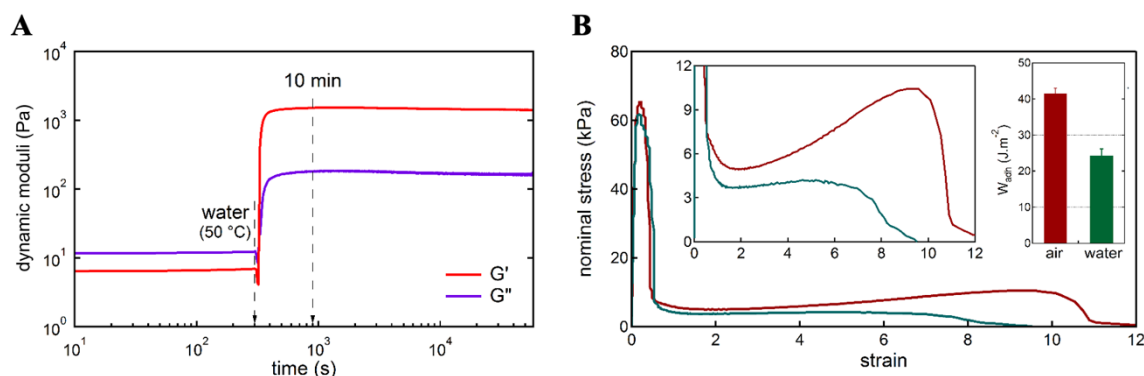 A
dynamic moduli (Pa)
10⁴
10³
10²
10¹
10⁰
10 min
water
(50 °C)
G'
G"
10¹
10²
10³
10⁴
time (s)
B
nominal stress (kPa)
80
60
40
20
0
12
9
6
3
0
0
2
4
6
8
10
12
W_adh (J.m⁻²)
50
40
30
20
10
0
air
water
0
2
4
6
8
10
12
strain